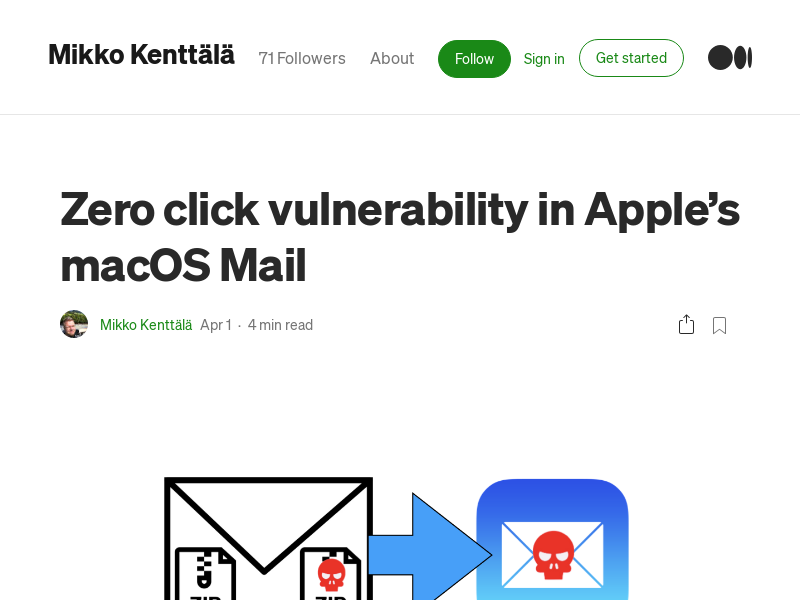 Mikko Kenttälä 71 Followers About Follow Sign in Get started
Zero click vulnerability in Apple’s
macOS Mail
Mikko Kenttälä Apr 1 · 4 min read
ZIP ZIP